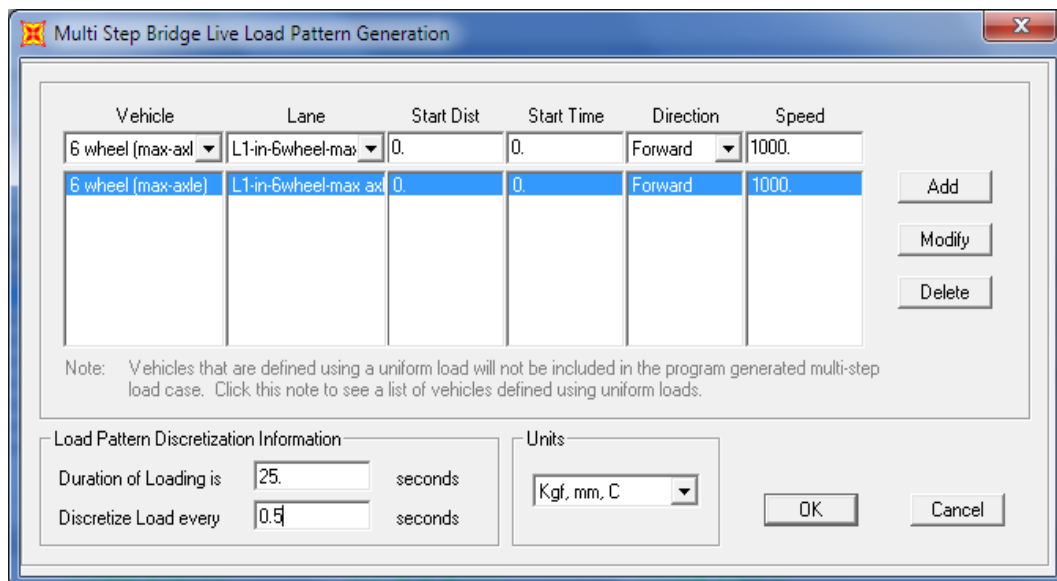 Multi Step Bridge Live Load Pattern Generation
Vehicle Lane Start Dist Start Time Direction Speed
6 wheel (max-axl L1-in-6wheel-max 0. 0. Forward 1000.
6 wheel (max-axle) L1-in-6wheel-max axl 0. 0. Forward 1000.
Add
Modify
Delete
Note: Vehicles that are defined using a uniform load will not be included in the program generated multi-step
load case. Click this note to see a list of vehicles defined using uniform loads.
Load Pattern Discretization Information
Duration of Loading is 25. seconds
Discretize Load every 0.5 seconds
Units
Kgf, mm, C
OK
Cancel